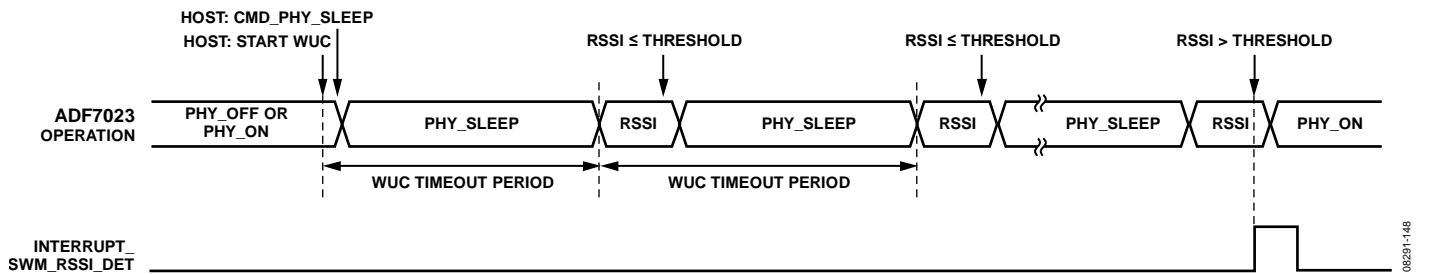 HOST: CMD_PHY_SLEEP
HOST: START WUC
RSSI ≤ THRESHOLD
RSSI ≤ THRESHOLD
RSSI > THRESHOLD
ADF7023
OPERATION
PHY_OFF OR
PHY_ON
PHY_SLEEP
RSSI
PHY_SLEEP
RSSI
PHY_SLEEP
RSSI
PHY_ON
WUC TIMEOUT PERIOD
WUC TIMEOUT PERIOD
INTERRUPT_
SWM_RSSI_DET
08291-148